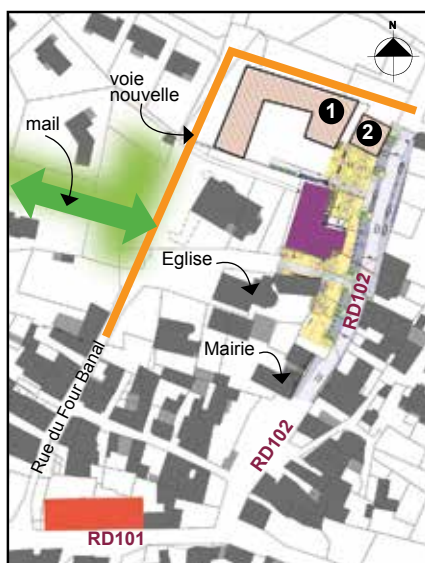 N
voie
nouvelle
1
mail
2
Eglise
RD102
Mairie
Rue du Four Banal
RD102
RD101